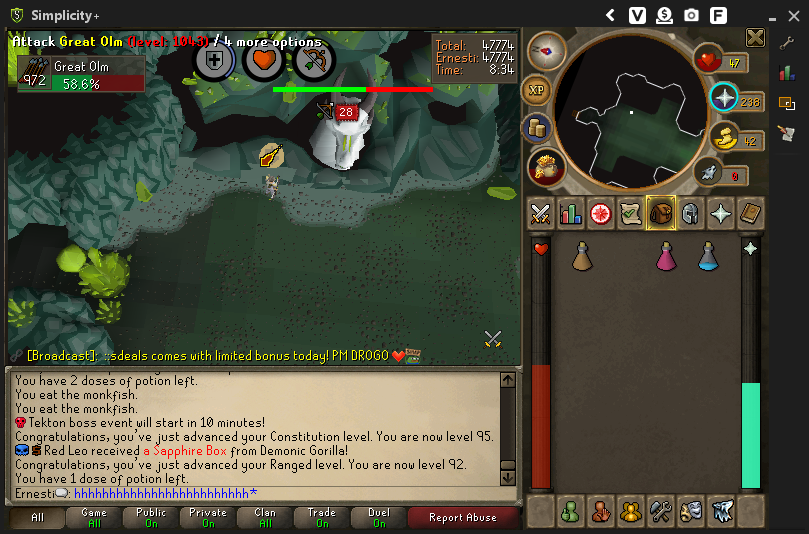 Simplicity+
V
F
Attack Great Olm (level: 1043) / 4 more options
Great Olm
972
58.6%
Total: 47774
Ernesti: 47774
Time: 8:34
28
47
XP
238
42
0
[Broadcast]: ::sdeals comes with limited bonus today! PM DROGO
You have 2 doses of potion left.
You eat the monkfish.
You eat the monkfish.
Tekton boss event will start in 10 minutes!
Congratulations, you've just advanced your Constitution level. You are now level 95.
Red Leo received a Sapphire Box from Demonic Gorilla!
Congratulations, you've just advanced your Ranged level. You are now level 92.
You have 1 dose of potion left.
Ernesti: hhhhhhhhhhhhhhhhhhhhhhhhh*
All
Game
All
Public
On
Private
On
Clan
All
Trade
On
Duel
On
Report Abuse